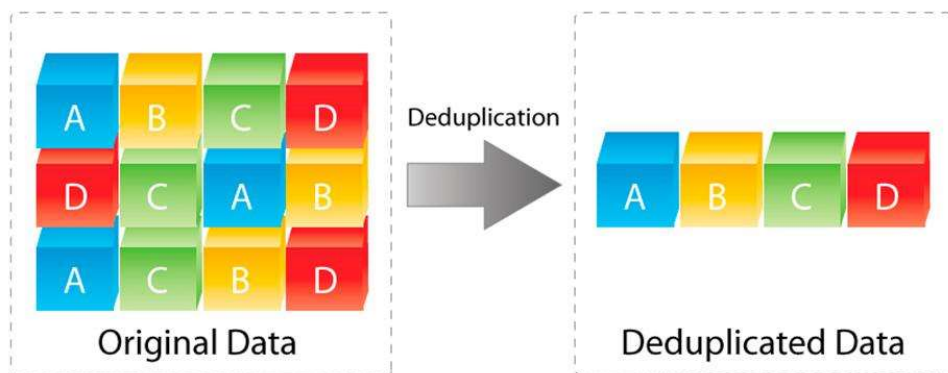 A B C D
D C A B
A C B D
Original Data
Deduplication
A B C D
Deduplicated Data